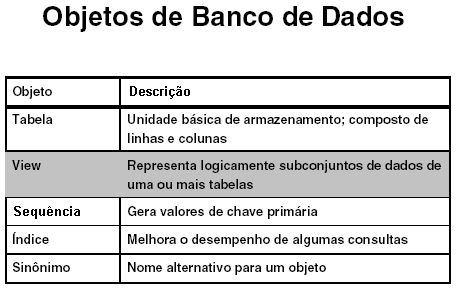 Objetos de Banco de Dados
Objeto Descrição
Tabela Unidade básica de armazenamento; composto de
linhas e colunas
View Representa logicamente subconjuntos de dados de
uma ou mais tabelas
Sequência Gera valores de chave primária
Índice Melhora o desempenho de algumas consultas
Sinônimo Nome alternativo para um objeto